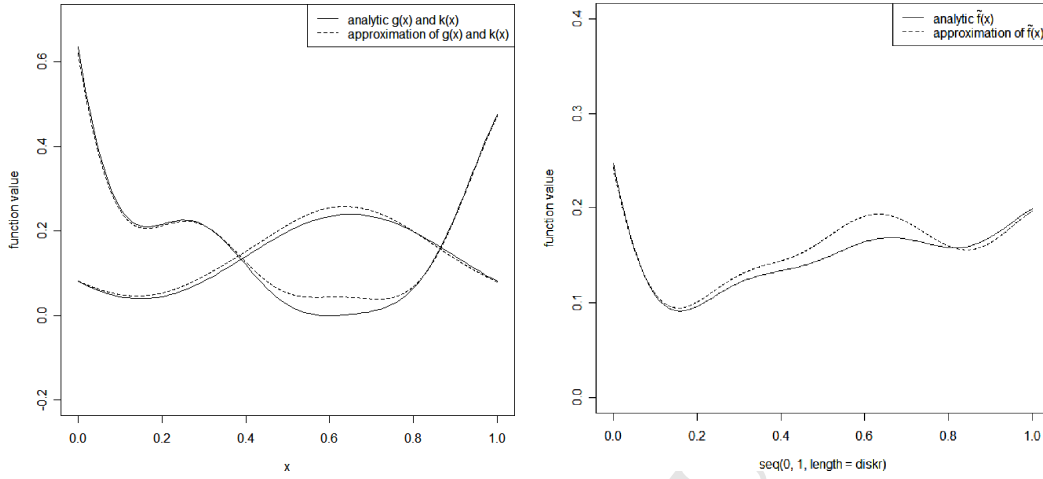 analytic g(x) and k(x)
approximation of g(x) and k(x)
function value
0.6
0.4
0.2
0.0
-0.2
0.0 0.2 0.4 0.6 0.8 1.0
x
analytic f̃(x)
approximation of f̃(x)
function value
0.4
0.3
0.2
0.1
0.0
0.0 0.2 0.4 0.6 0.8 1.0
seq(0, 1, length = diskr)